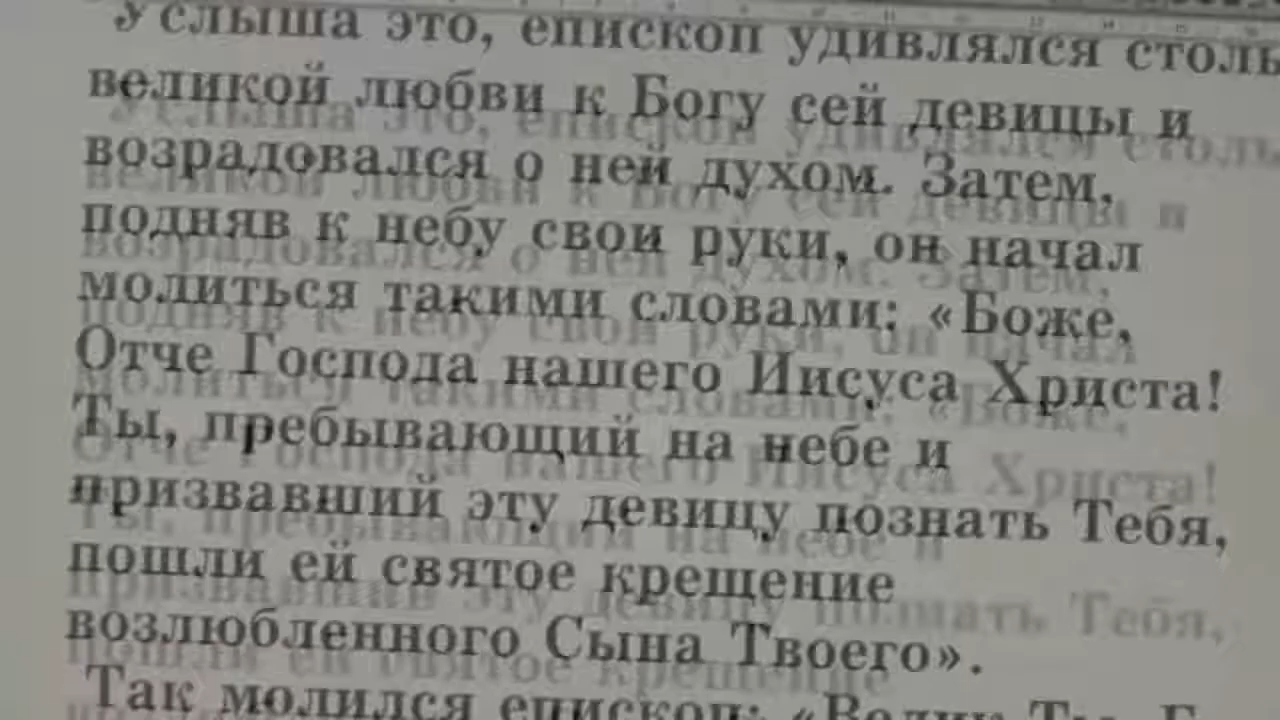 Услыша это, епископ удивлялся столь
великой любви к Богу сей девицы и
возрадовался о ней духом. Затем,
подняв к небу свои руки, он начал
молиться такими словами: «Боже,
Отче Господа нашего Иисуса Христа!
Ты, пребывающий на небе и
призвавший эту девицу познать Тебя,
пошли ей святое крещение
возлюбленного Сына Твоего».
Так молился епископ: «Велик Ты,